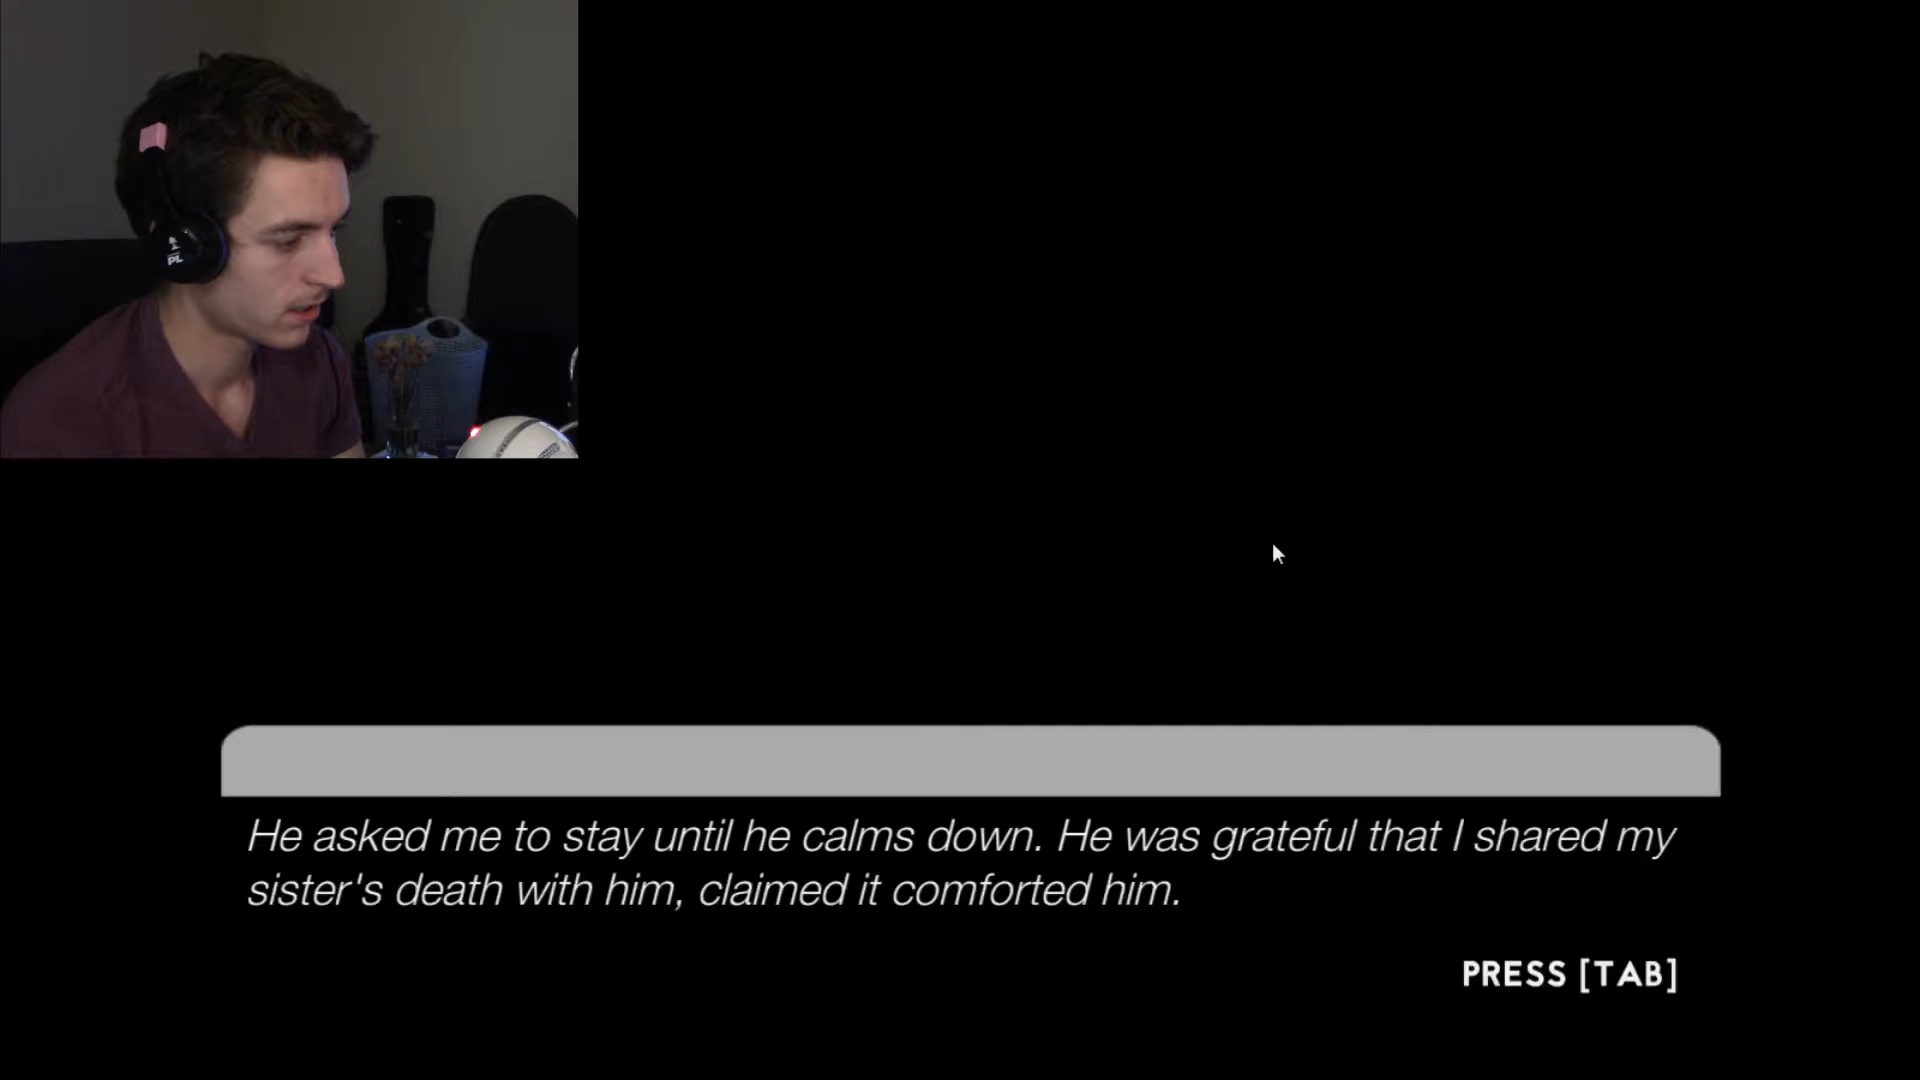 PL
He asked me to stay until he calms down. He was grateful that I shared my
sister's death with him, claimed it comforted him.
PRESS [TAB]